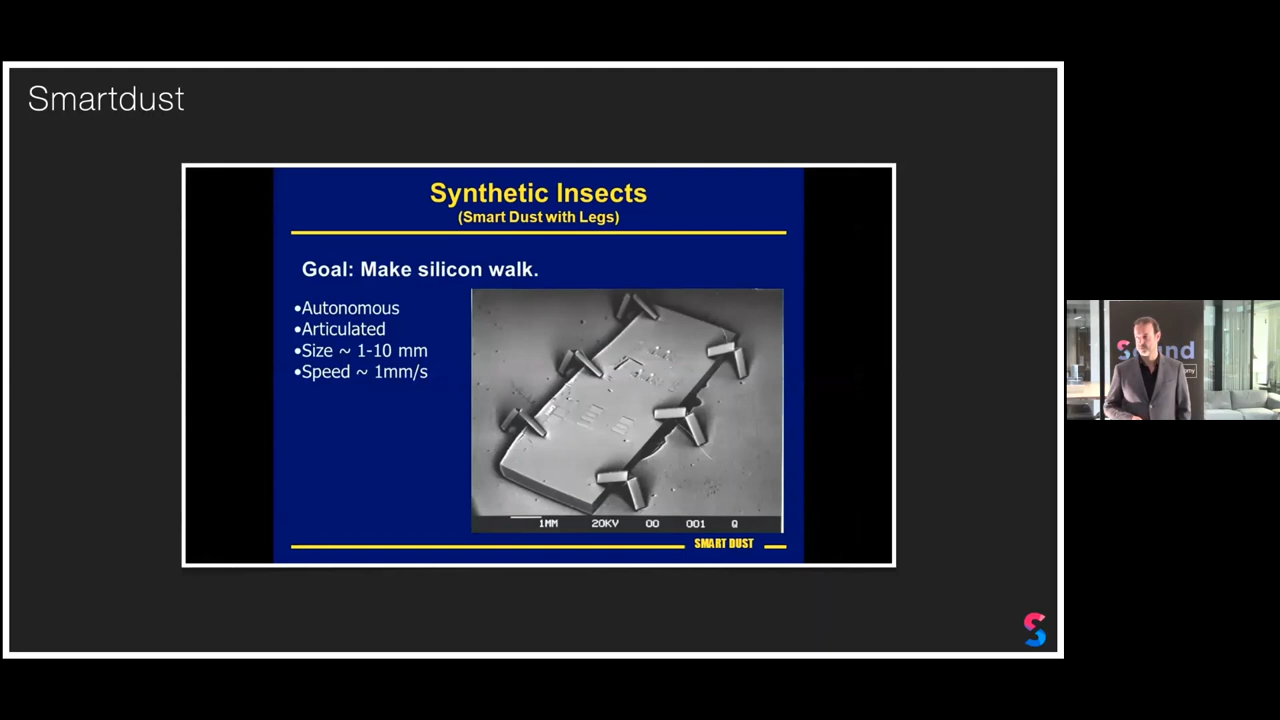 Smartdust
Synthetic Insects
(Smart Dust with Legs)
Goal: Make silicon walk.
•Autonomous
•Articulated
•Size ~ 1-10 mm
•Speed ~ 1mm/s
1MM 20KV 00 001 Q
SMART DUST
S